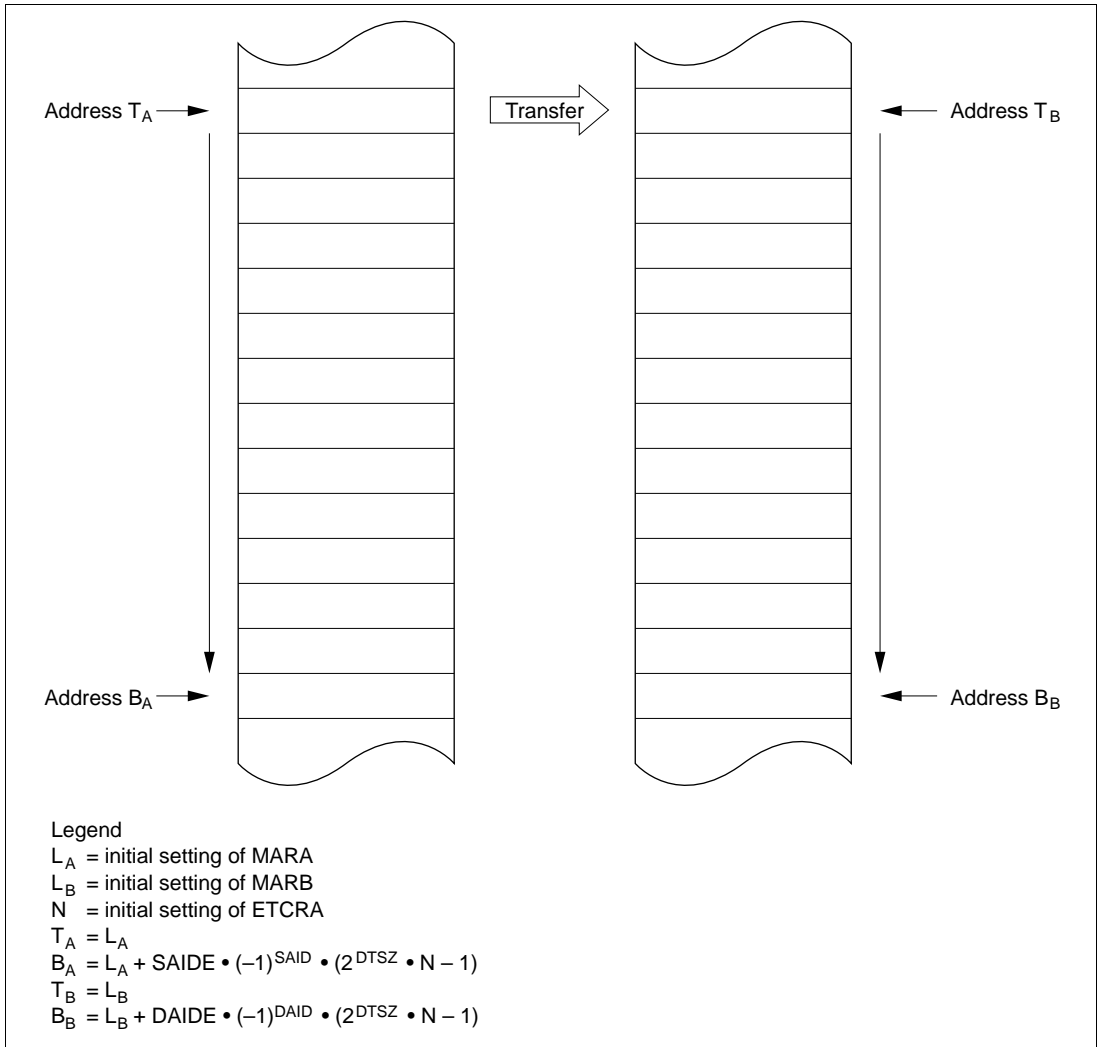 Address T_A
Transfer
Address T_B
Address B_A
Address B_B
Legend
L_A = initial setting of MARA
L_B = initial setting of MARB
N = initial setting of ETCRA
T_A = L_A
B_A = L_A + SAIDE • (–1)^SAID • (2^DTSZ • N – 1)
T_B = L_B
B_B = L_B + DAIDE • (–1)^DAID • (2^DTSZ • N – 1)